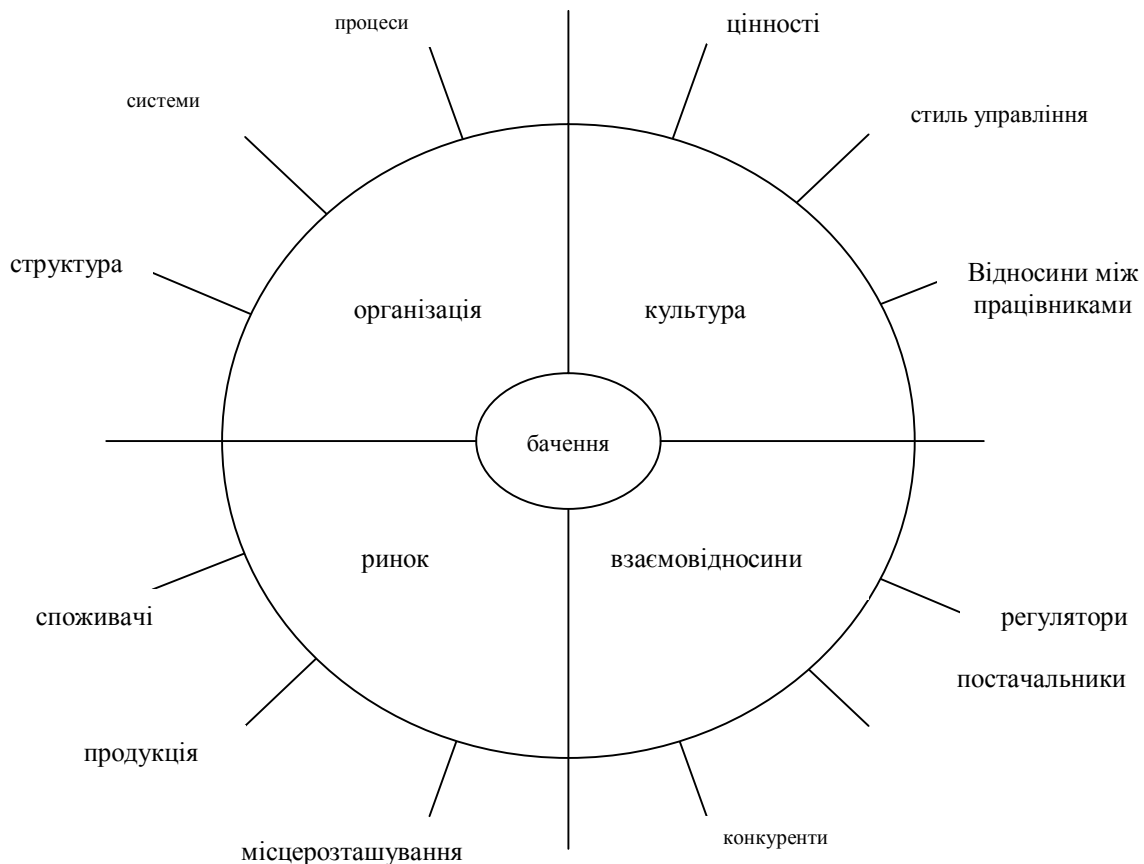 процеси
цінності
системи
стиль управління
структура
Відносини між
працівниками
організація
культура
бачення
ринок
взаємовідносини
споживачі
регулятори
постачальники
продукція
конкуренти
місцерозташування